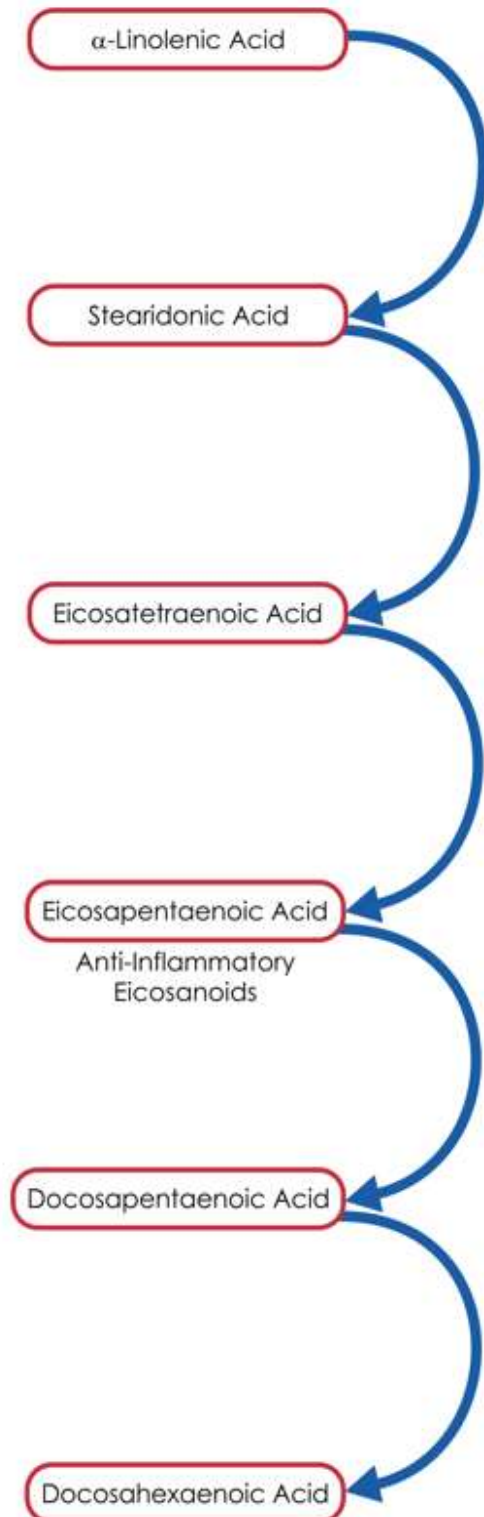 α-Linolenic Acid
Stearidonic Acid
Eicosatetraenoic Acid
Eicosapentaenoic Acid
Anti-Inflammatory
Eicosanoids
Docosapentaenoic Acid
Docosahexaenoic Acid